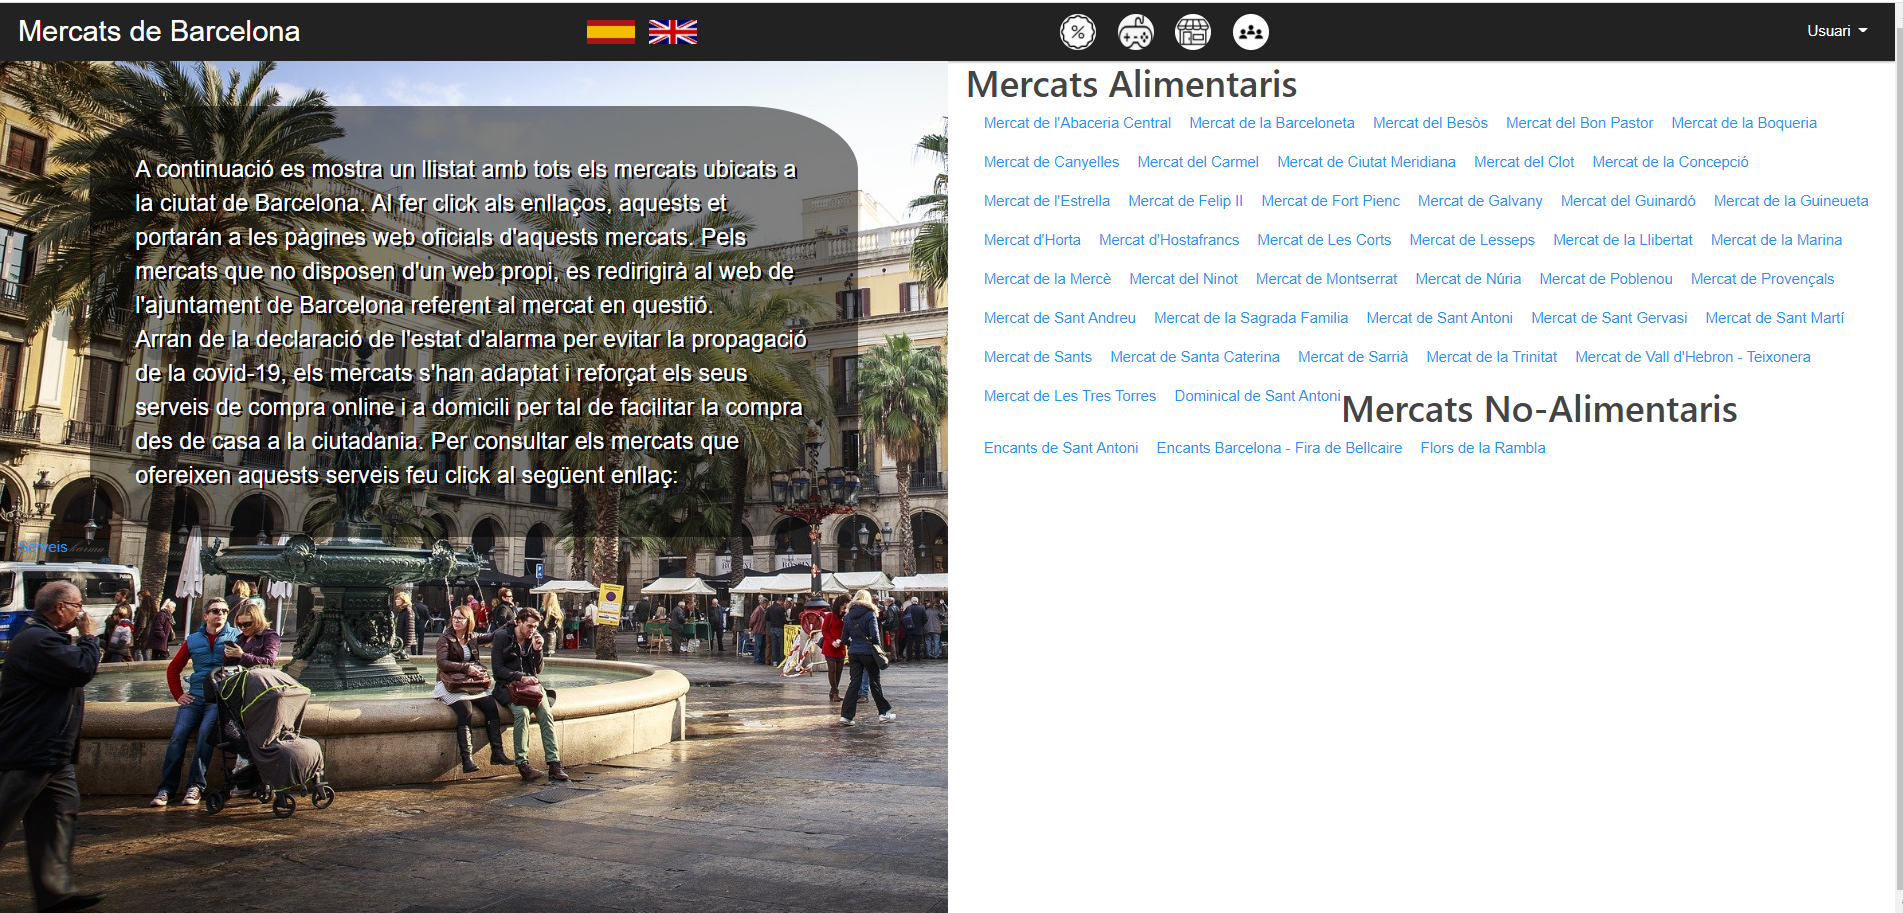 Mercats de Barcelona
Usuari
A continuació es mostra un llistat amb tots els mercats ubicats a
la ciutat de Barcelona. Al fer click als enllaços, aquests et
portarán a les pàgines web oficials d'aquests mercats. Pels
mercats que no disposen d'un web propi, es redirigirà al web de
l'ajuntament de Barcelona referent al mercat en questió.
Arran de la declaració de l'estat d'alarma per evitar la propagació
de la covid-19, els mercats s'han adaptat i reforçat els seus
serveis de compra online i a domicili per tal de facilitar la compra
des de casa a la ciutadania. Per consultar els mercats que
ofereixen aquests serveis feu click al següent enllaç:
Serveis
Mercats Alimentaris
Mercat de l'Abaceria Central Mercat de la Barceloneta Mercat del Besòs Mercat del Bon Pastor Mercat de la Boqueria
Mercat de Canyelles Mercat del Carmel Mercat de Ciutat Meridiana Mercat del Clot Mercat de la Concepció
Mercat de l'Estrella Mercat de Felip II Mercat de Fort Pienc Mercat de Galvany Mercat del Guinardó Mercat de la Guineueta
Mercat d'Horta Mercat d'Hostafrancs Mercat de Les Corts Mercat de Lesseps Mercat de la Llibertat Mercat de la Marina
Mercat de la Mercè Mercat del Ninot Mercat de Montserrat Mercat de Núria Mercat de Poblenou Mercat de Provençals
Mercat de Sant Andreu Mercat de la Sagrada Familia Mercat de Sant Antoni Mercat de Sant Gervasi Mercat de Sant Martí
Mercat de Sants Mercat de Santa Caterina Mercat de Sarrià Mercat de la Trinitat Mercat de Vall d'Hebron - Teixonera
Mercat de Les Tres Torres Dominical de Sant Antoni
Mercats No-Alimentaris
Encants de Sant Antoni Encants Barcelona - Fira de Bellcaire Flors de la Rambla